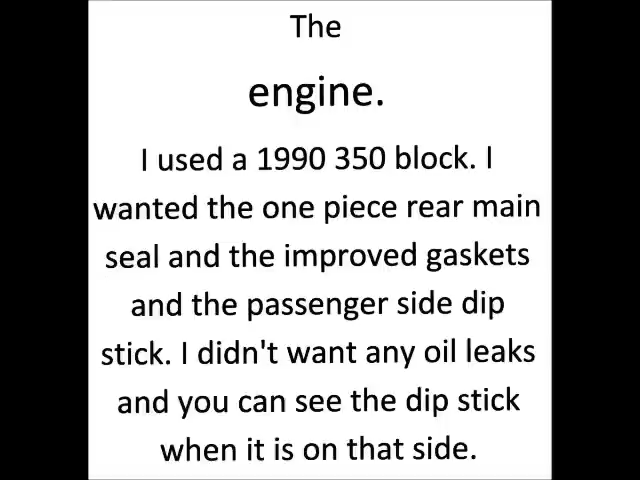 The
engine.
I used a 1990 350 block. I
wanted the one piece rear main
seal and the improved gaskets
and the passenger side dip
stick. I didn't want any oil leaks
and you can see the dip stick
when it is on that side.